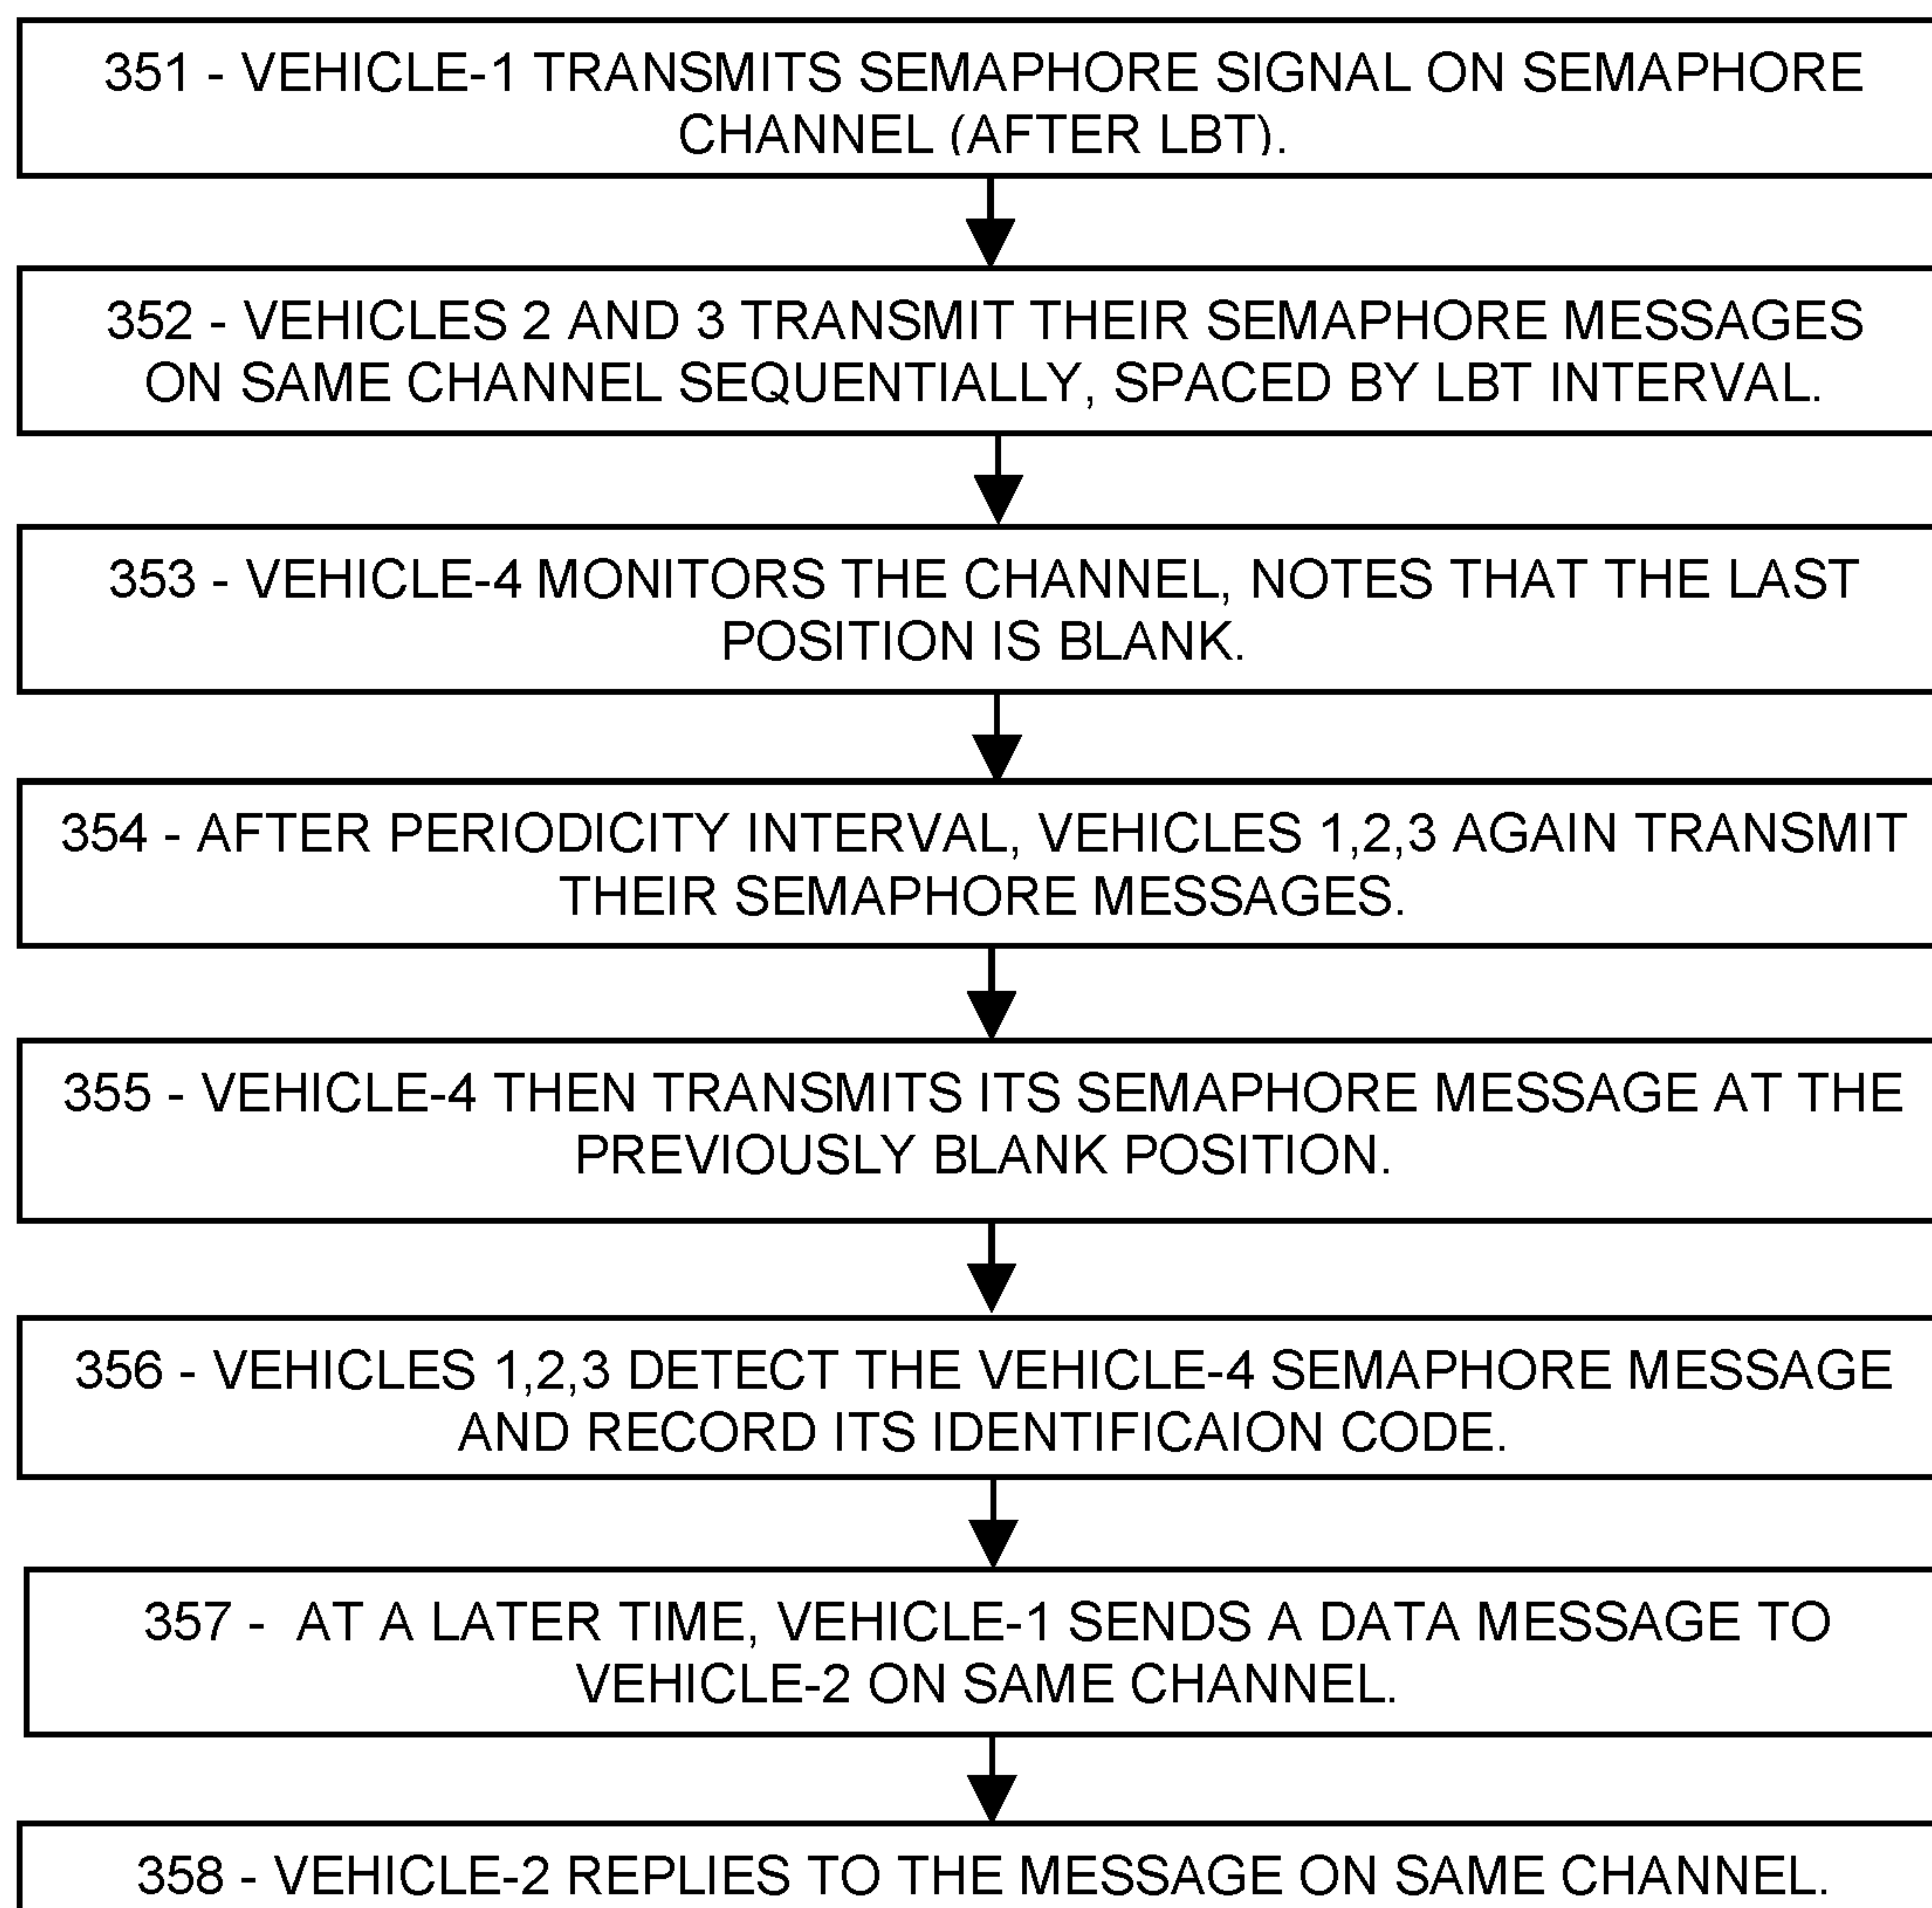 351 - VEHICLE-1 TRANSMITS SEMAPHORE SIGNAL ON SEMAPHORE
CHANNEL (AFTER LBT).
352 - VEHICLES 2 AND 3 TRANSMIT THEIR SEMAPHORE MESSAGES
ON SAME CHANNEL SEQUENTIALLY, SPACED BY LBT INTERVAL.
353 - VEHICLE-4 MONITORS THE CHANNEL, NOTES THAT THE LAST
POSITION IS BLANK.
354 - AFTER PERIODICITY INTERVAL, VEHICLES 1,2,3 AGAIN TRANSMIT
THEIR SEMAPHORE MESSAGES.
355 - VEHICLE-4 THEN TRANSMITS ITS SEMAPHORE MESSAGE AT THE
PREVIOUSLY BLANK POSITION.
356 - VEHICLES 1,2,3 DETECT THE VEHICLE-4 SEMAPHORE MESSAGE
AND RECORD ITS IDENTIFICAION CODE.
357 -  AT A LATER TIME, VEHICLE-1 SENDS A DATA MESSAGE TO
VEHICLE-2 ON SAME CHANNEL.
358 - VEHICLE-2 REPLIES TO THE MESSAGE ON SAME CHANNEL.